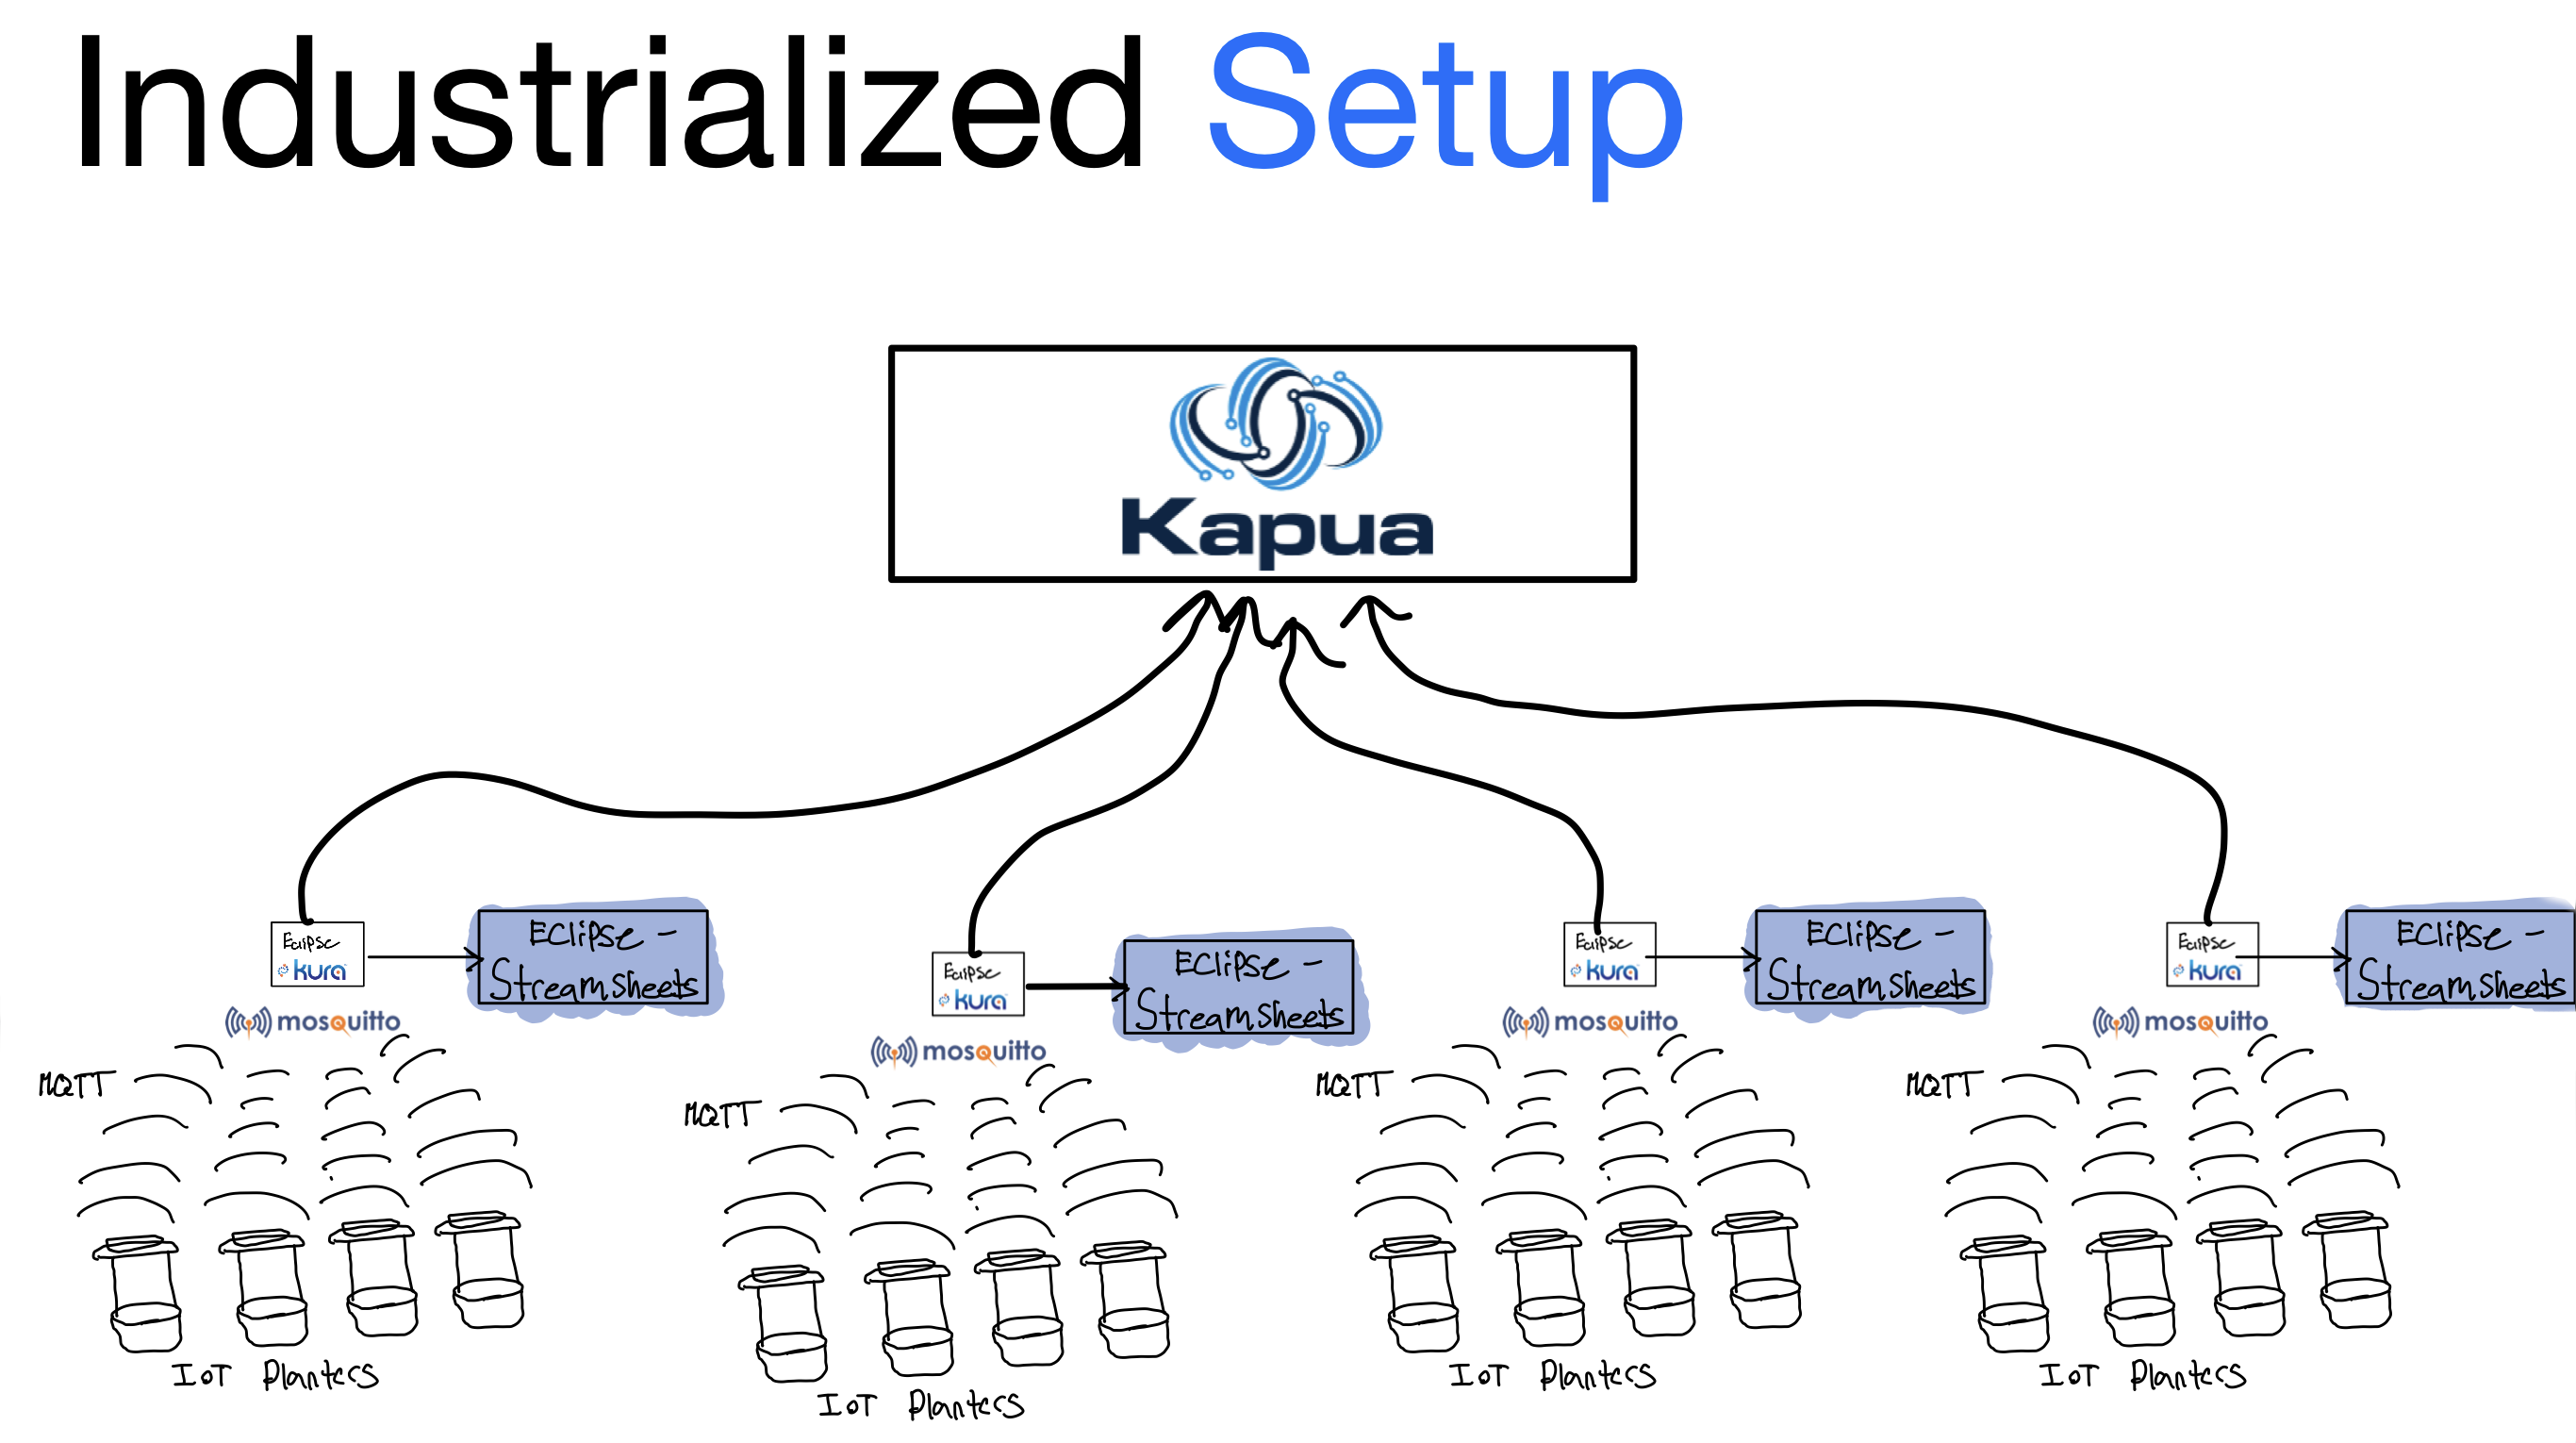 Industrialized Setup
Kapua
Eclipse
kura
Eclipse -
Streamsheets
mosquitto
MQTT
IoT Planters
Eclipse
kura
Eclipse -
Streamsheets
mosquitto
MQTT
IoT Planters
Eclipse
kura
Eclipse -
Streamsheets
mosquitto
MQTT
IoT Planters
Eclipse
kura
Eclipse -
Streamsheets
mosquitto
MQTT
IoT Planters